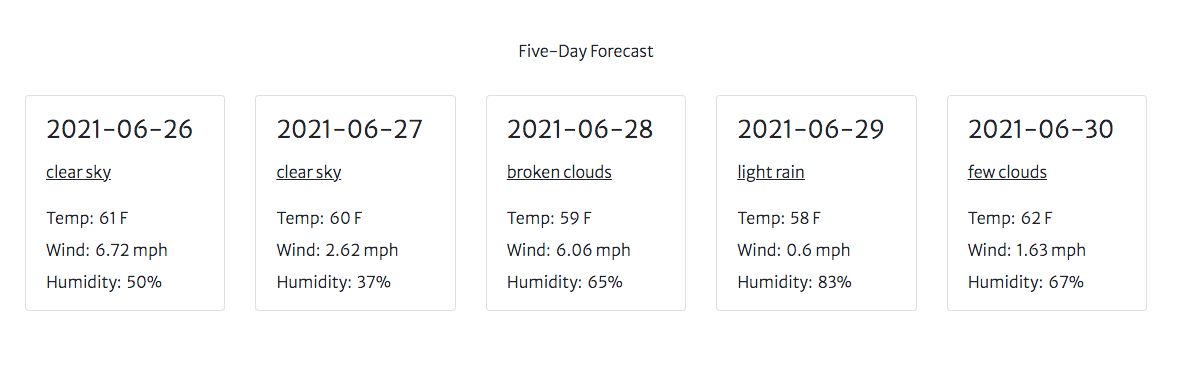 Five-Day Forecast
2021-06-26
clear sky
Temp: 61 F
Wind: 6.72 mph
Humidity: 50%
2021-06-27
clear sky
Temp: 60 F
Wind: 2.62 mph
Humidity: 37%
2021-06-28
broken clouds
Temp: 59 F
Wind: 6.06 mph
Humidity: 65%
2021-06-29
light rain
Temp: 58 F
Wind: 0.6 mph
Humidity: 83%
2021-06-30
few clouds
Temp: 62 F
Wind: 1.63 mph
Humidity: 67%